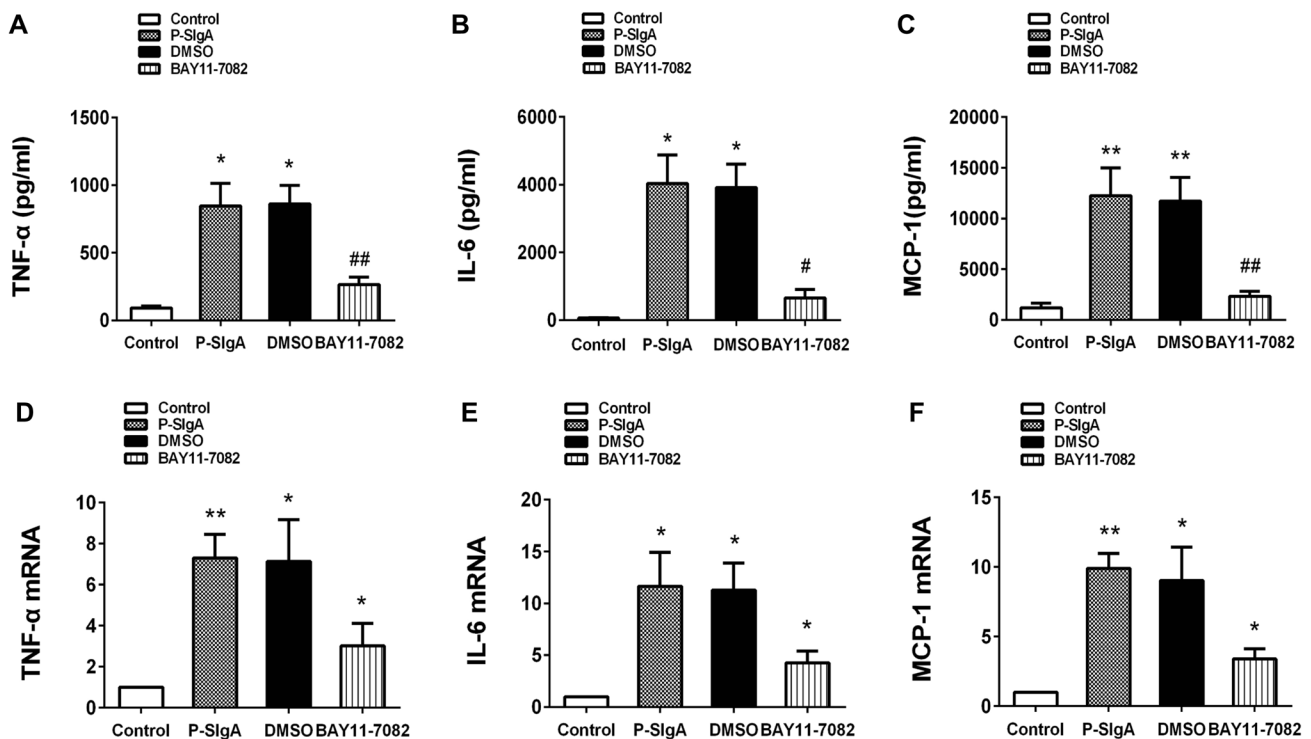 A
Control
P-SIgA
DMSO
BAY11-7082
TNF-α (pg/ml)
1500
1000
500
0
*
*
##
Control P-SIgA DMSO BAY11-7082
B
Control
P-SIgA
DMSO
BAY11-7082
IL-6 (pg/ml)
6000
4000
2000
0
*
*
#
Control P-SIgA DMSO BAY11-7082
C
Control
P-SIgA
DMSO
BAY11-7082
MCP-1(pg/ml)
20000
15000
10000
5000
0
**
**
##
Control P-SIgA DMSO BAY11-7082
D
Control
P-SIgA
DMSO
BAY11-7082
TNF-α mRNA
10
8
6
4
2
0
**
*
*
Control P-SIgA DMSO BAY11-7082
E
Control
P-SIgA
DMSO
BAY11-7082
IL-6 mRNA
20
15
10
5
0
*
*
*
Control P-SIgA DMSO BAY11-7082
F
Control
P-SIgA
DMSO
BAY11-7082
MCP-1 mRNA
15
10
5
0
**
*
*
Control P-SIgA DMSO BAY11-7082